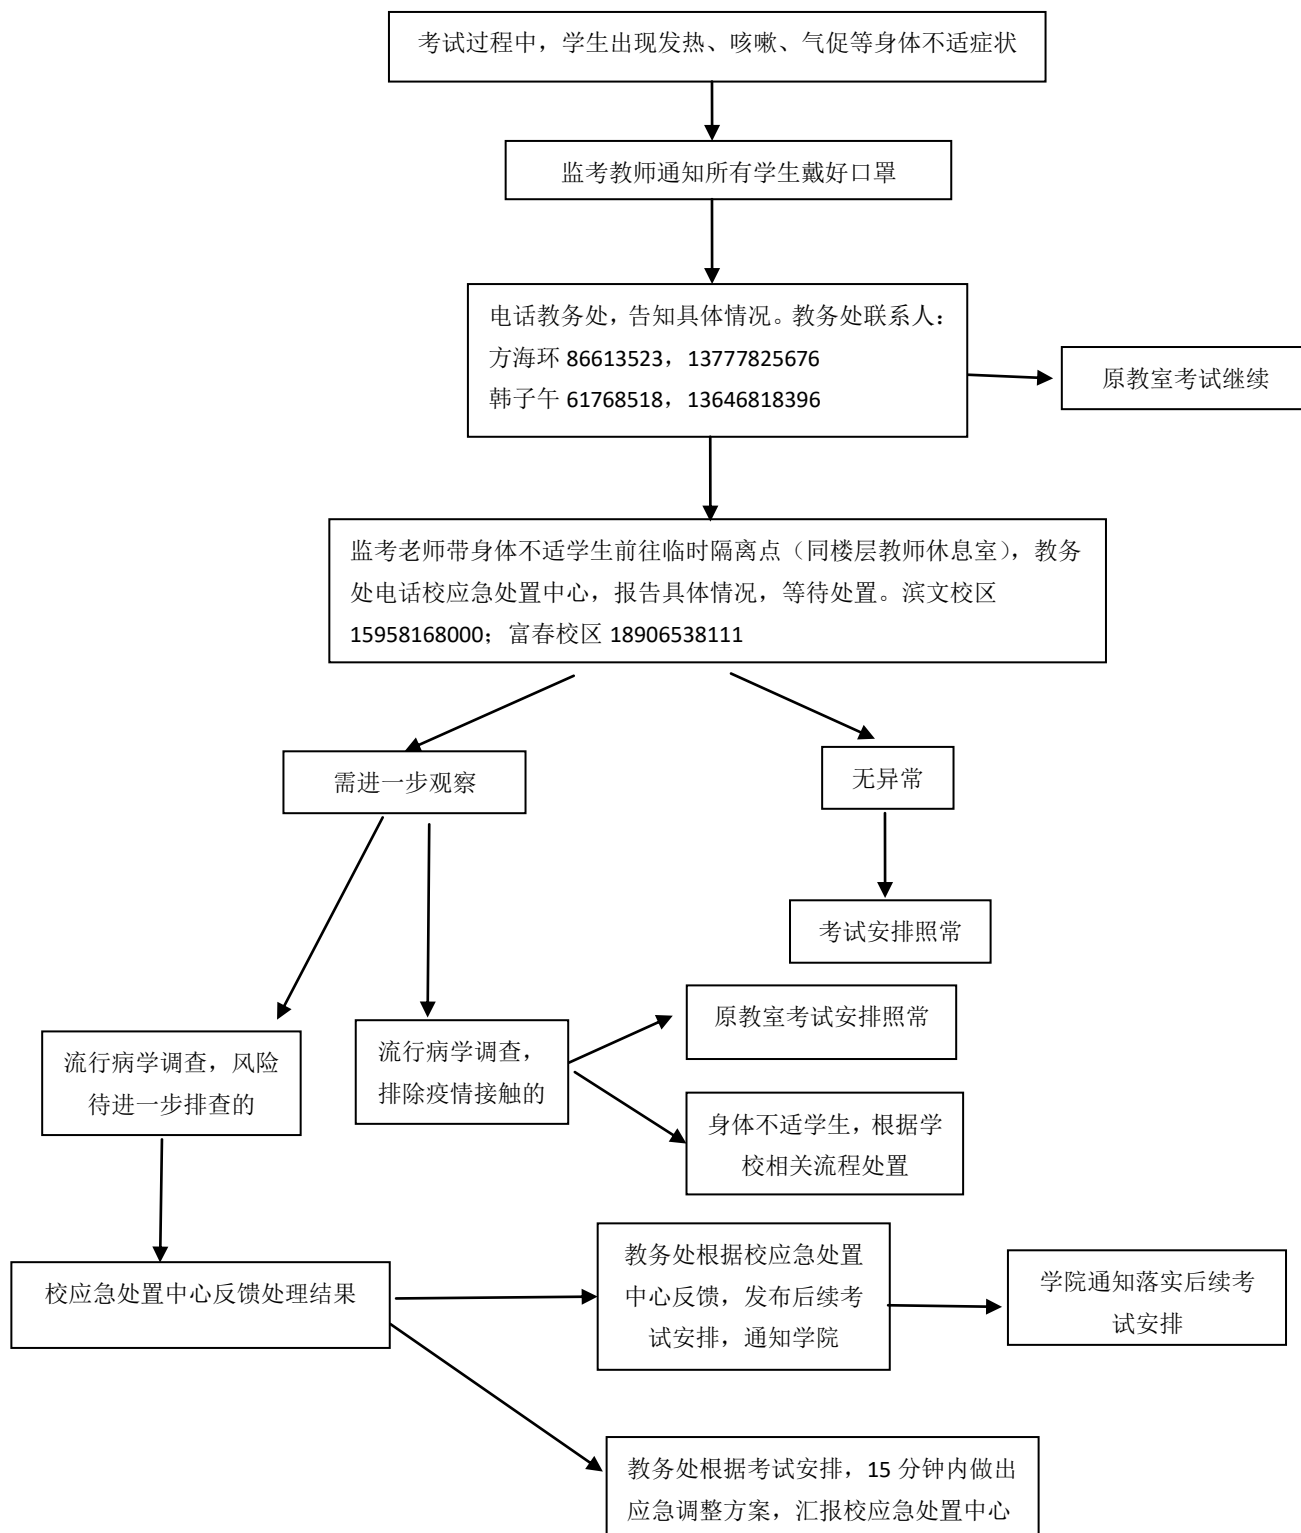 考试过程中，学生出现发热、咳嗽、气促等身体不适症状
监考教师通知所有学生戴好口罩
电话教务处，告知具体情况。教务处联系人：
方海环 86613523，13777825676
韩子午 61768518，13646818396
原教室考试继续
监考老师带身体不适学生前往临时隔离点（同楼层教师休息室），教务
处电话校应急处置中心，报告具体情况，等待处置。滨文校区
15958168000；富春校区 18906538111
需进一步观察
无异常
考试安排照常
流行病学调查，风险
待进一步排查的
流行病学调查，
排除疫情接触的
原教室考试安排照常
身体不适学生，根据学
校相关流程处置
校应急处置中心反馈处理结果
教务处根据校应急处置
中心反馈，发布后续考
试安排，通知学院
学院通知落实后续考
试安排
教务处根据考试安排，15 分钟内做出
应急调整方案，汇报校应急处置中心